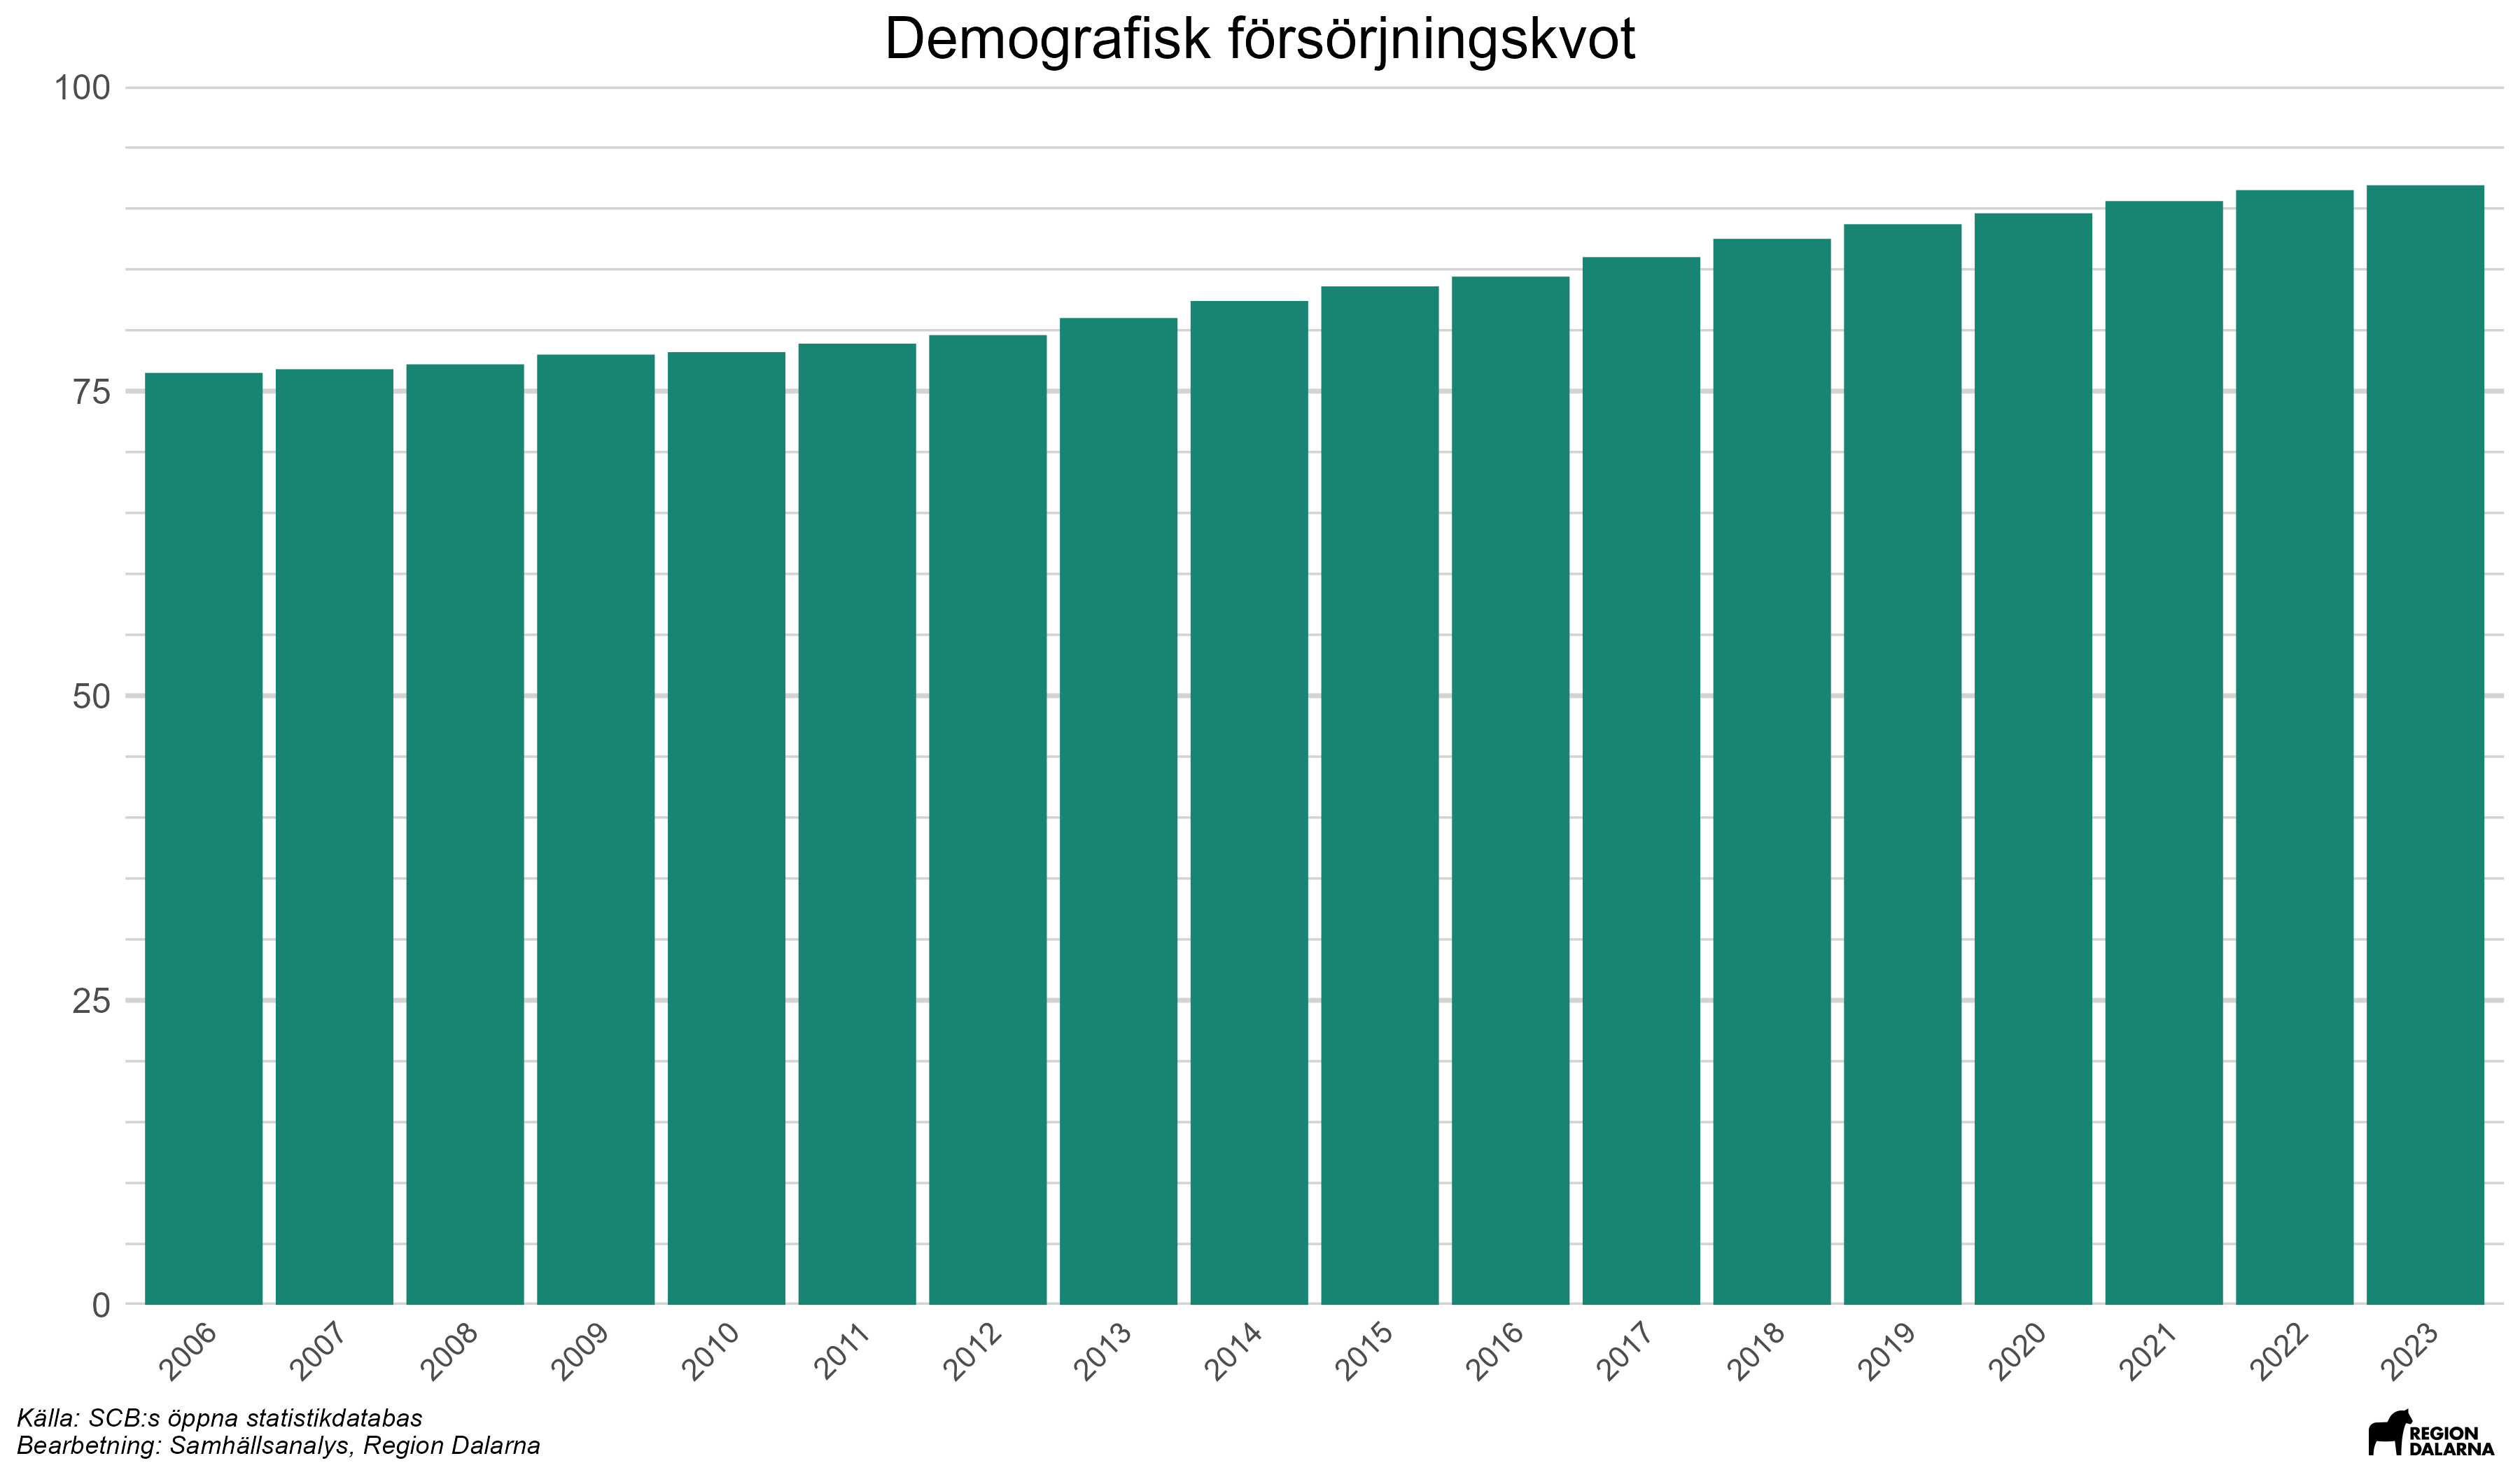 Demografisk försörjningskvot
100
75
50
25
0
2006 2007 2008 2009 2010 2011 2012 2013 2014 2015 2016 2017 2018 2019 2020 2021 2022 2023
Källa: SCB:s öppna statistikdatabas
Bearbetning: Samhällsanalys, Region Dalarna
REGION
DALARNA